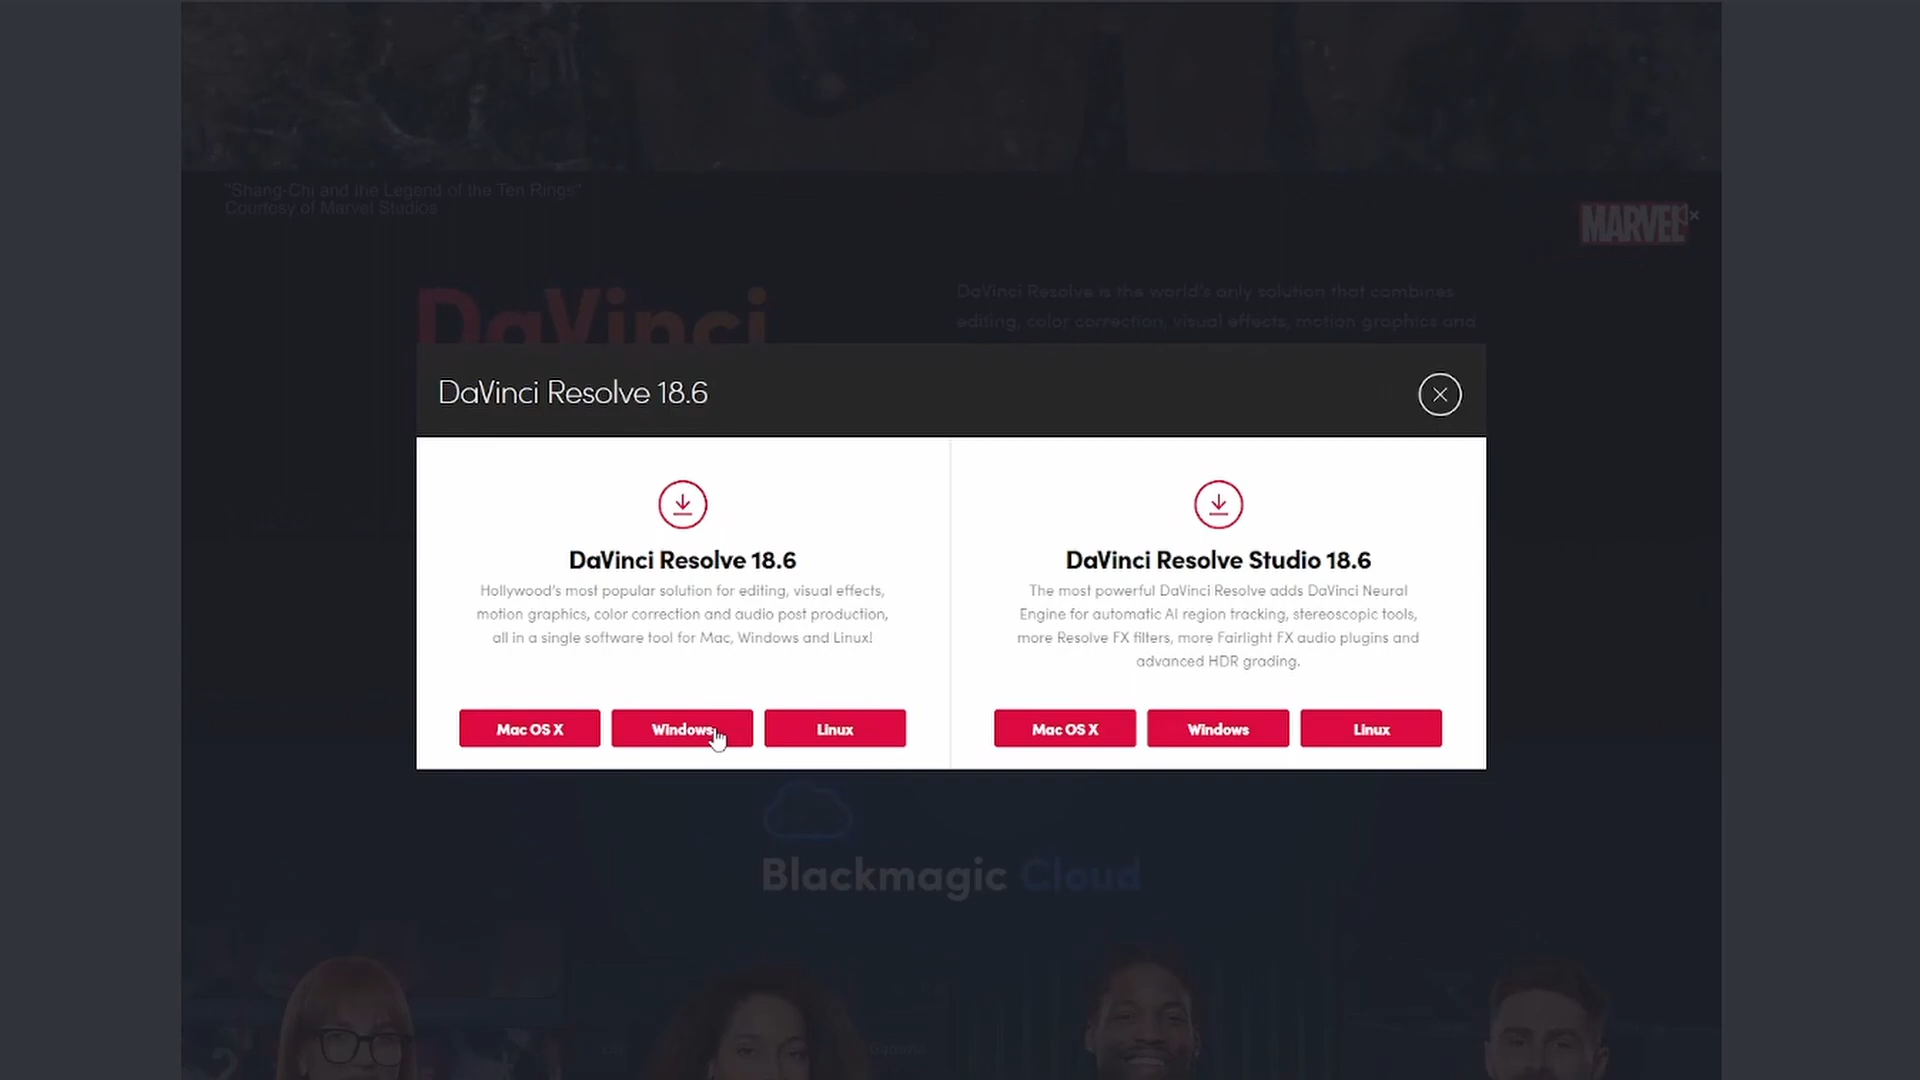 "Shang-Chi and the Legend of the Ten Rings"
Courtesy of Marvel Studios
MARVEL
DaVinci
DaVinci Resolve is the world's only solution that combines
editing, color correction, visual effects, motion graphics and
DaVinci Resolve 18.6
DaVinci Resolve 18.6
Hollywood's most popular solution for editing, visual effects,
motion graphics, color correction and audio post production,
all in a single software tool for Mac, Windows and Linux!
Mac OS X
Windows
Linux
DaVinci Resolve Studio 18.6
The most powerful DaVinci Resolve adds DaVinci Neural
Engine for automatic AI region tracking, stereoscopic tools,
more Resolve FX filters, more Fairlight FX audio plugins and
advanced HDR grading.
Mac OS X
Windows
Linux
Blackmagic Cloud
Gamma